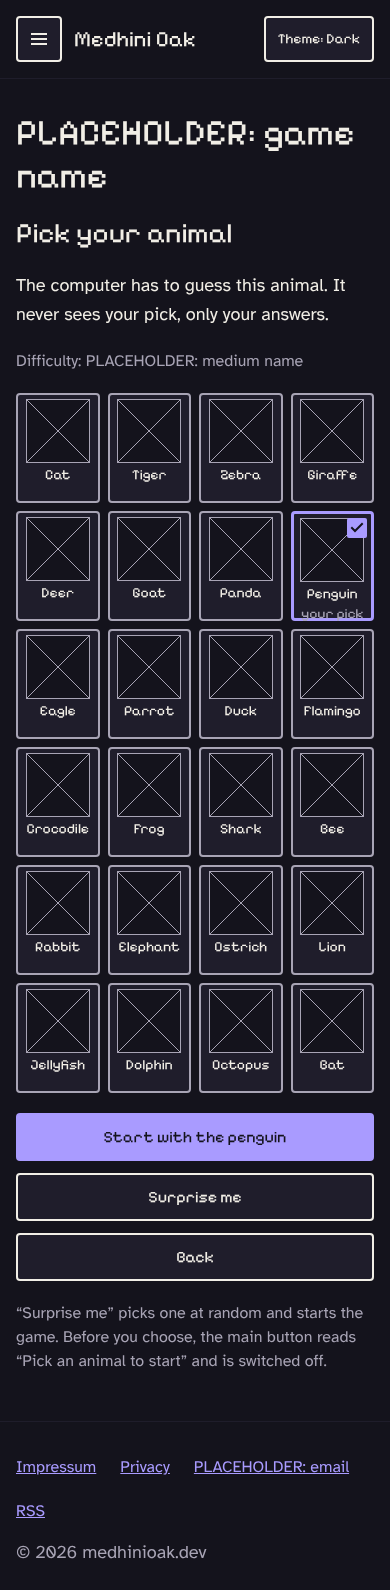 Medhini Oak
Theme: Dark
PLACEHOLDER: game
name
Pick your animal
The computer has to guess this animal. It
never sees your pick, only your answers.
Difficulty: PLACEHOLDER: medium name
Cat
Tiger
Zebra
Giraffe
Deer
Goat
Panda
Penguin
your pick
Eagle
Parrot
Duck
Flamingo
Crocodile
Frog
Shark
Bee
Rabbit
Elephant
Ostrich
Lion
Jellyfish
Dolphin
Octopus
Bat
Start with the penguin
Surprise me
Back
“Surprise me” picks one at random and starts the
game. Before you choose, the main button reads
“Pick an animal to start” and is switched off.
Impressum
Privacy
PLACEHOLDER: email
RSS
© 2026 medhinioak.dev